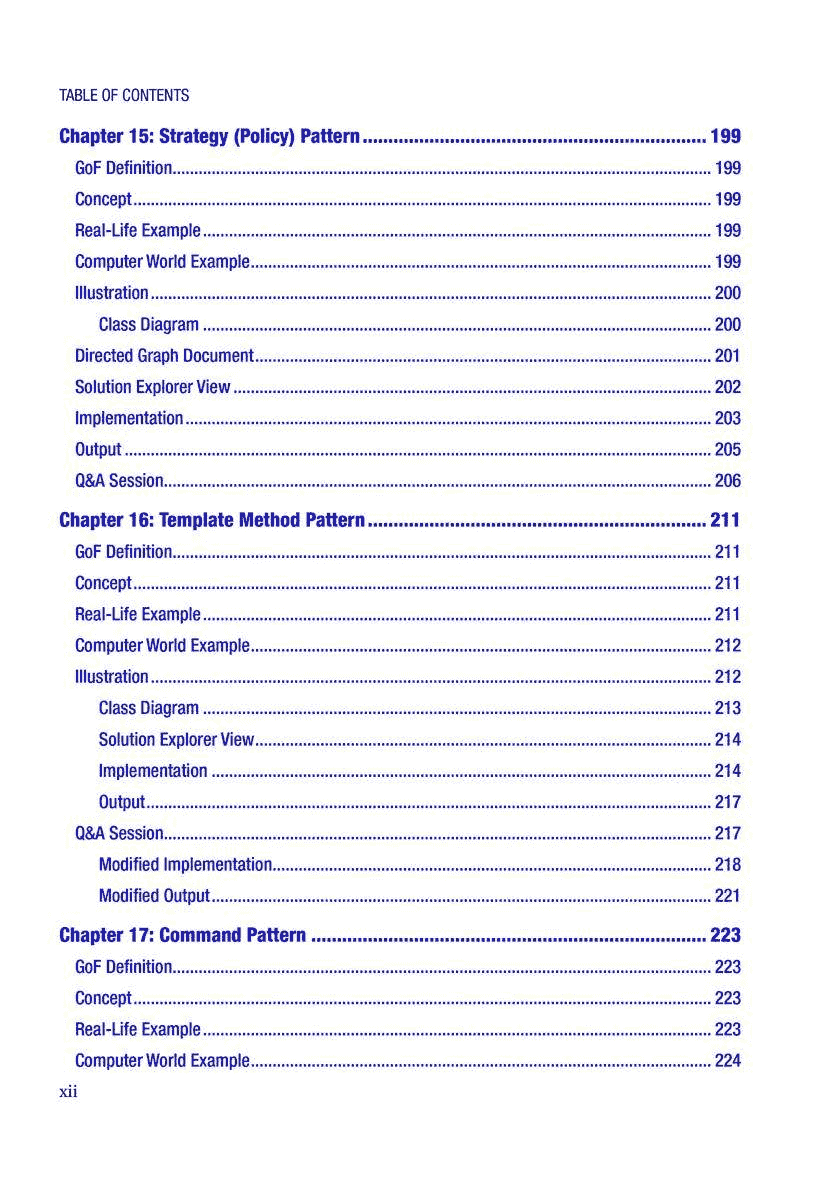 TABLE OF CONTENTS
Chapter 15: Strategy (Policy) Pattern.................................................................. 199
GoF Definition............................................................................................................................ 199
Concept..................................................................................................................................... 199
Real-Life Example..................................................................................................................... 199
Computer World Example.......................................................................................................... 199
Illustration................................................................................................................................. 200
Class Diagram ..................................................................................................................... 200
Directed Graph Document......................................................................................................... 201
Solution Explorer View.............................................................................................................. 202
Implementation......................................................................................................................... 203
Output ....................................................................................................................................... 205
Q&A Session.............................................................................................................................. 206
Chapter 16: Template Method Pattern................................................................. 211
GoF Definition............................................................................................................................ 211
Concept..................................................................................................................................... 211
Real-Life Example..................................................................................................................... 211
Computer World Example.......................................................................................................... 212
Illustration................................................................................................................................. 212
Class Diagram ..................................................................................................................... 213
Solution Explorer View......................................................................................................... 214
Implementation ................................................................................................................... 214
Output.................................................................................................................................. 217
Q&A Session.............................................................................................................................. 217
Modified Implementation..................................................................................................... 218
Modified Output................................................................................................................... 221
Chapter 17: Command Pattern ............................................................................ 223
GoF Definition............................................................................................................................ 223
Concept..................................................................................................................................... 223
Real-Life Example..................................................................................................................... 223
Computer World Example.......................................................................................................... 224
xii